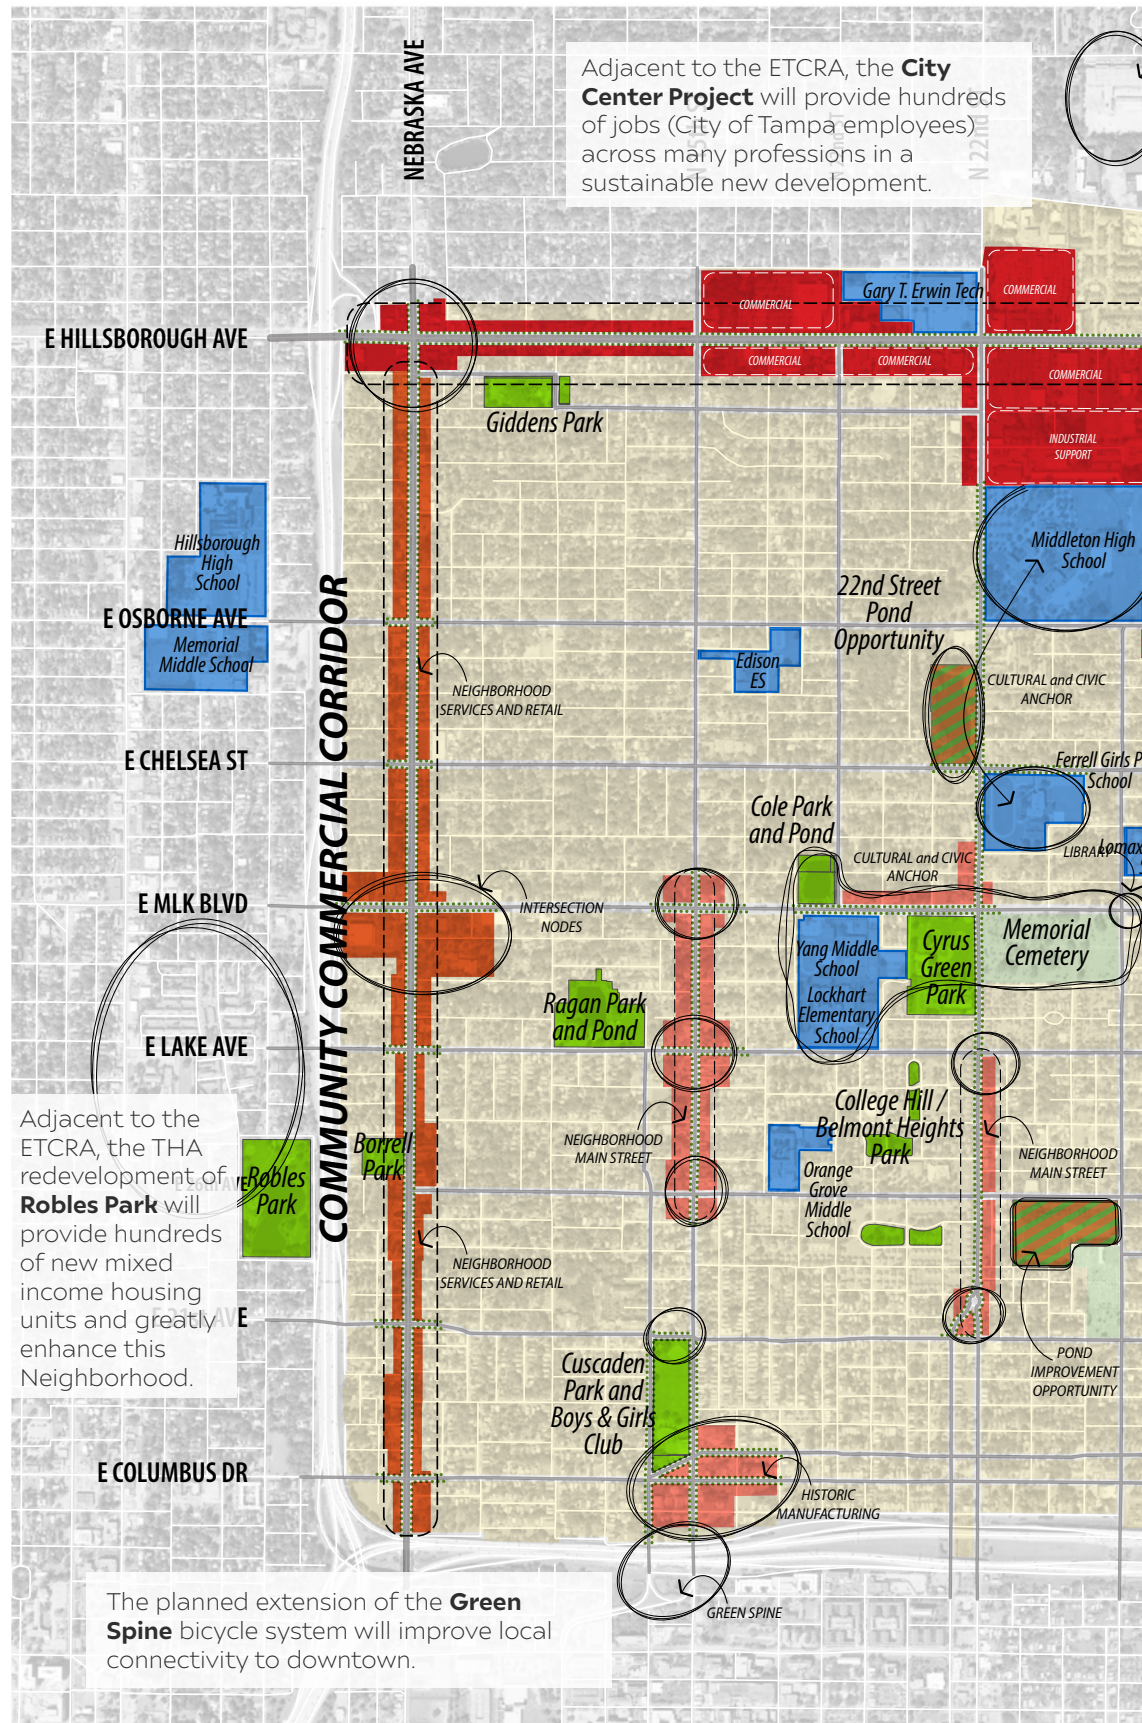 NEBRASKA AVE
Adjacent to the ETCRA, the City
Center Project will provide hundreds
of jobs (City of Tampa employees)
across many professions in a
sustainable new development.
N 22nd ST
COMMERCIAL
Gary T. Erwin Tech
COMMERCIAL
E HILLSBOROUGH AVE
COMMERCIAL
COMMERCIAL
COMMERCIAL
Giddens Park
INDUSTRIAL
SUPPORT
Hillsborough
High
School
Middleton High
School
22nd Street
Pond
Opportunity
E OSBORNE AVE
Memorial
Middle School
Edison
ES
NEIGHBORHOOD
SERVICES AND RETAIL
CULTURAL and CIVIC
ANCHOR
COMMUNITY COMMERCIAL CORRIDOR
E CHELSEA ST
Ferrell Girls P
School
Cole Park
and Pond
CULTURAL and CIVIC
ANCHOR
LIBRARY
Lomax
E MLK BLVD
INTERSECTION
NODES
Yang Middle
School
Lockhart
Elementary
School
Cyrus
Green
Park
Memorial
Cemetery
Ragan Park
and Pond
E LAKE AVE
Adjacent to the
ETCRA, the THA
redevelopment of
Robles Park will
provide hundreds
of new mixed
income housing
units and greatly
enhance this
Neighborhood.
E 26th AVE
Robles
Park
Borrell
Park
NEIGHBORHOOD
MAIN STREET
College Hill /
Belmont Heights
Park
Orange
Grove
Middle
School
NEIGHBORHOOD
MAIN STREET
NEIGHBORHOOD
SERVICES AND RETAIL
E 21st AVE
Cuscaden
Park and
Boys & Girls
Club
POND
IMPROVEMENT
OPPORTUNITY
E COLUMBUS DR
HISTORIC
MANUFACTURING
The planned extension of the Green
Spine bicycle system will improve local
connectivity to downtown.
GREEN SPINE